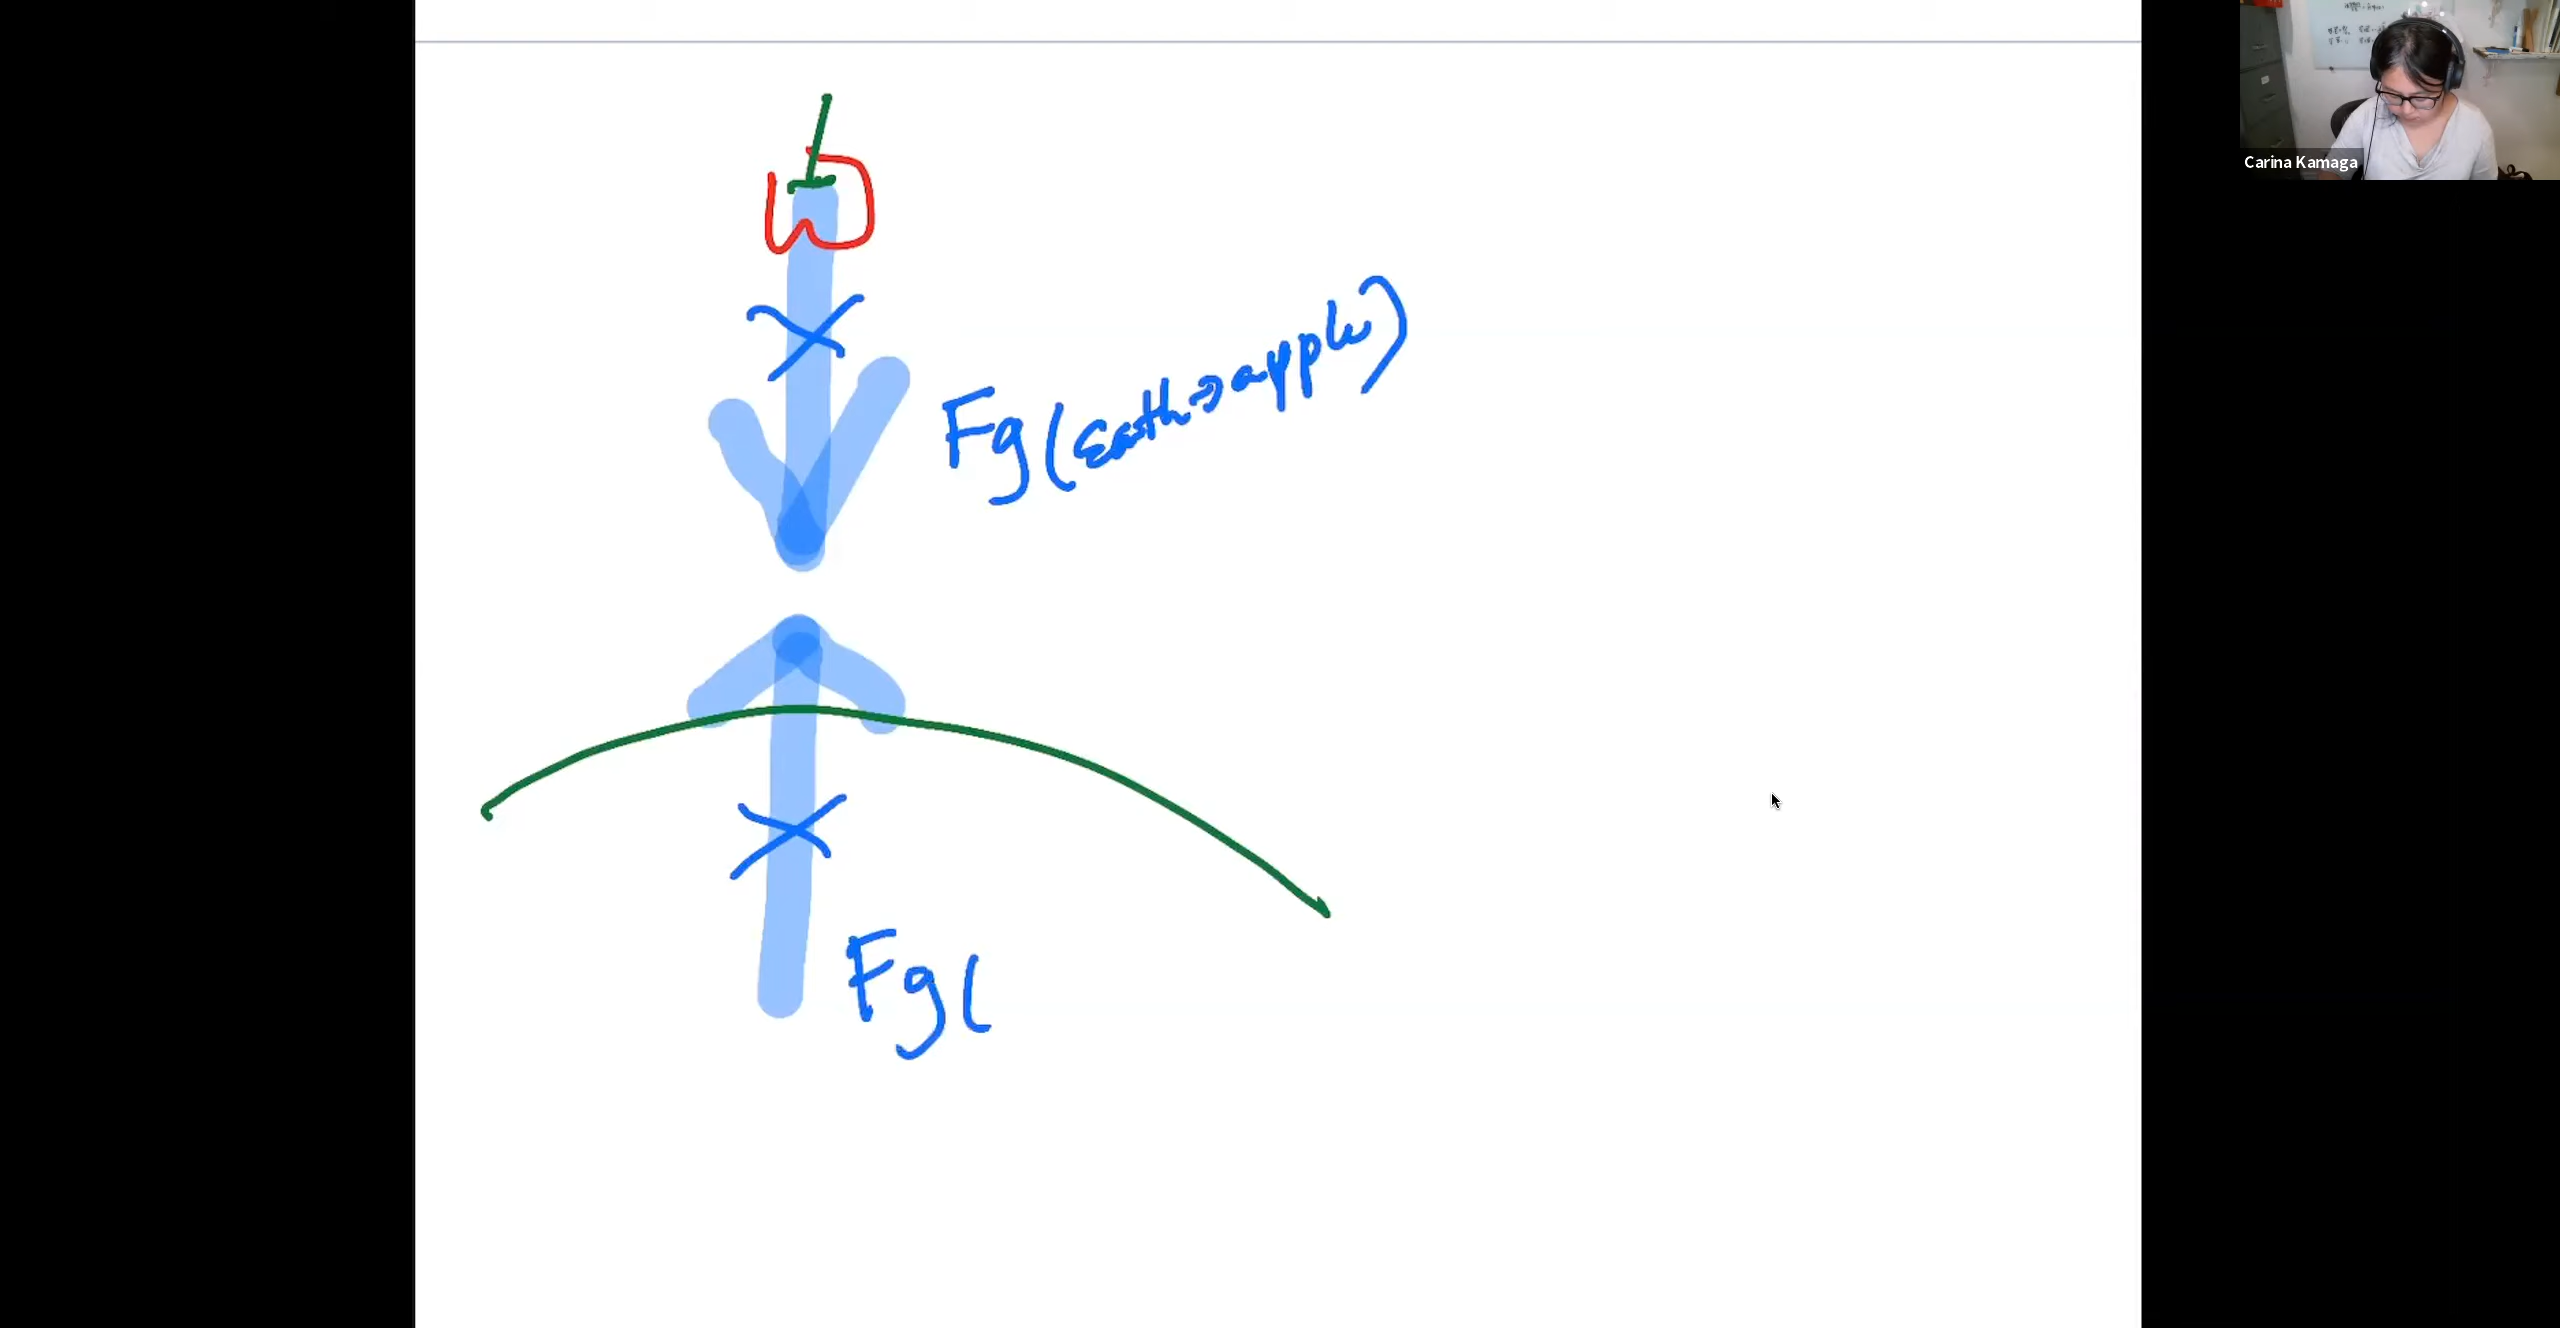 Carina Kamaga
Fg (Earth → apple)
Fg (